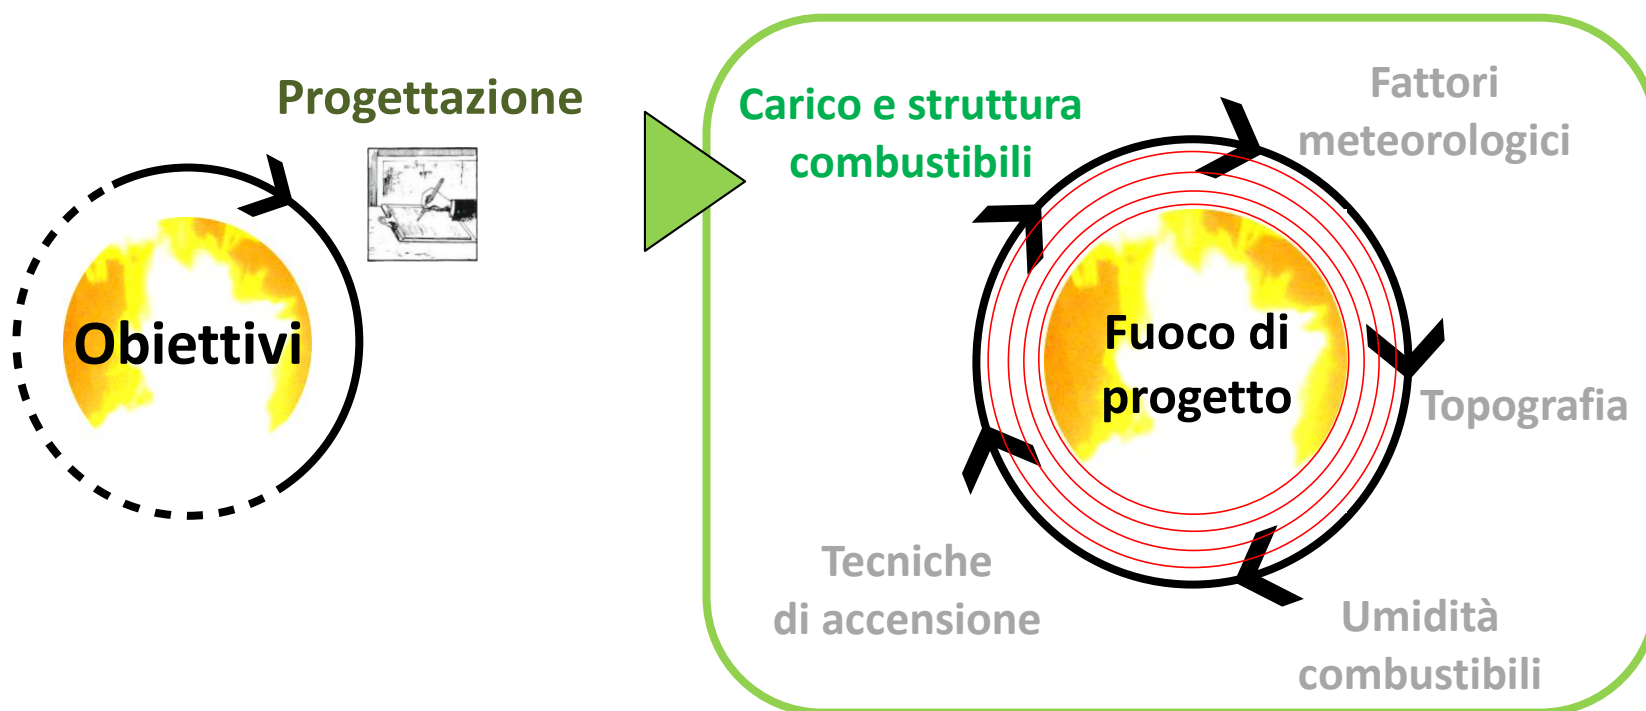 Progettazione
Obiettivi
Carico e struttura
combustibili
Fattori
meteorologici
Fuoco di
progetto
Topografia
Tecniche
di accensione
Umidità
combustibili